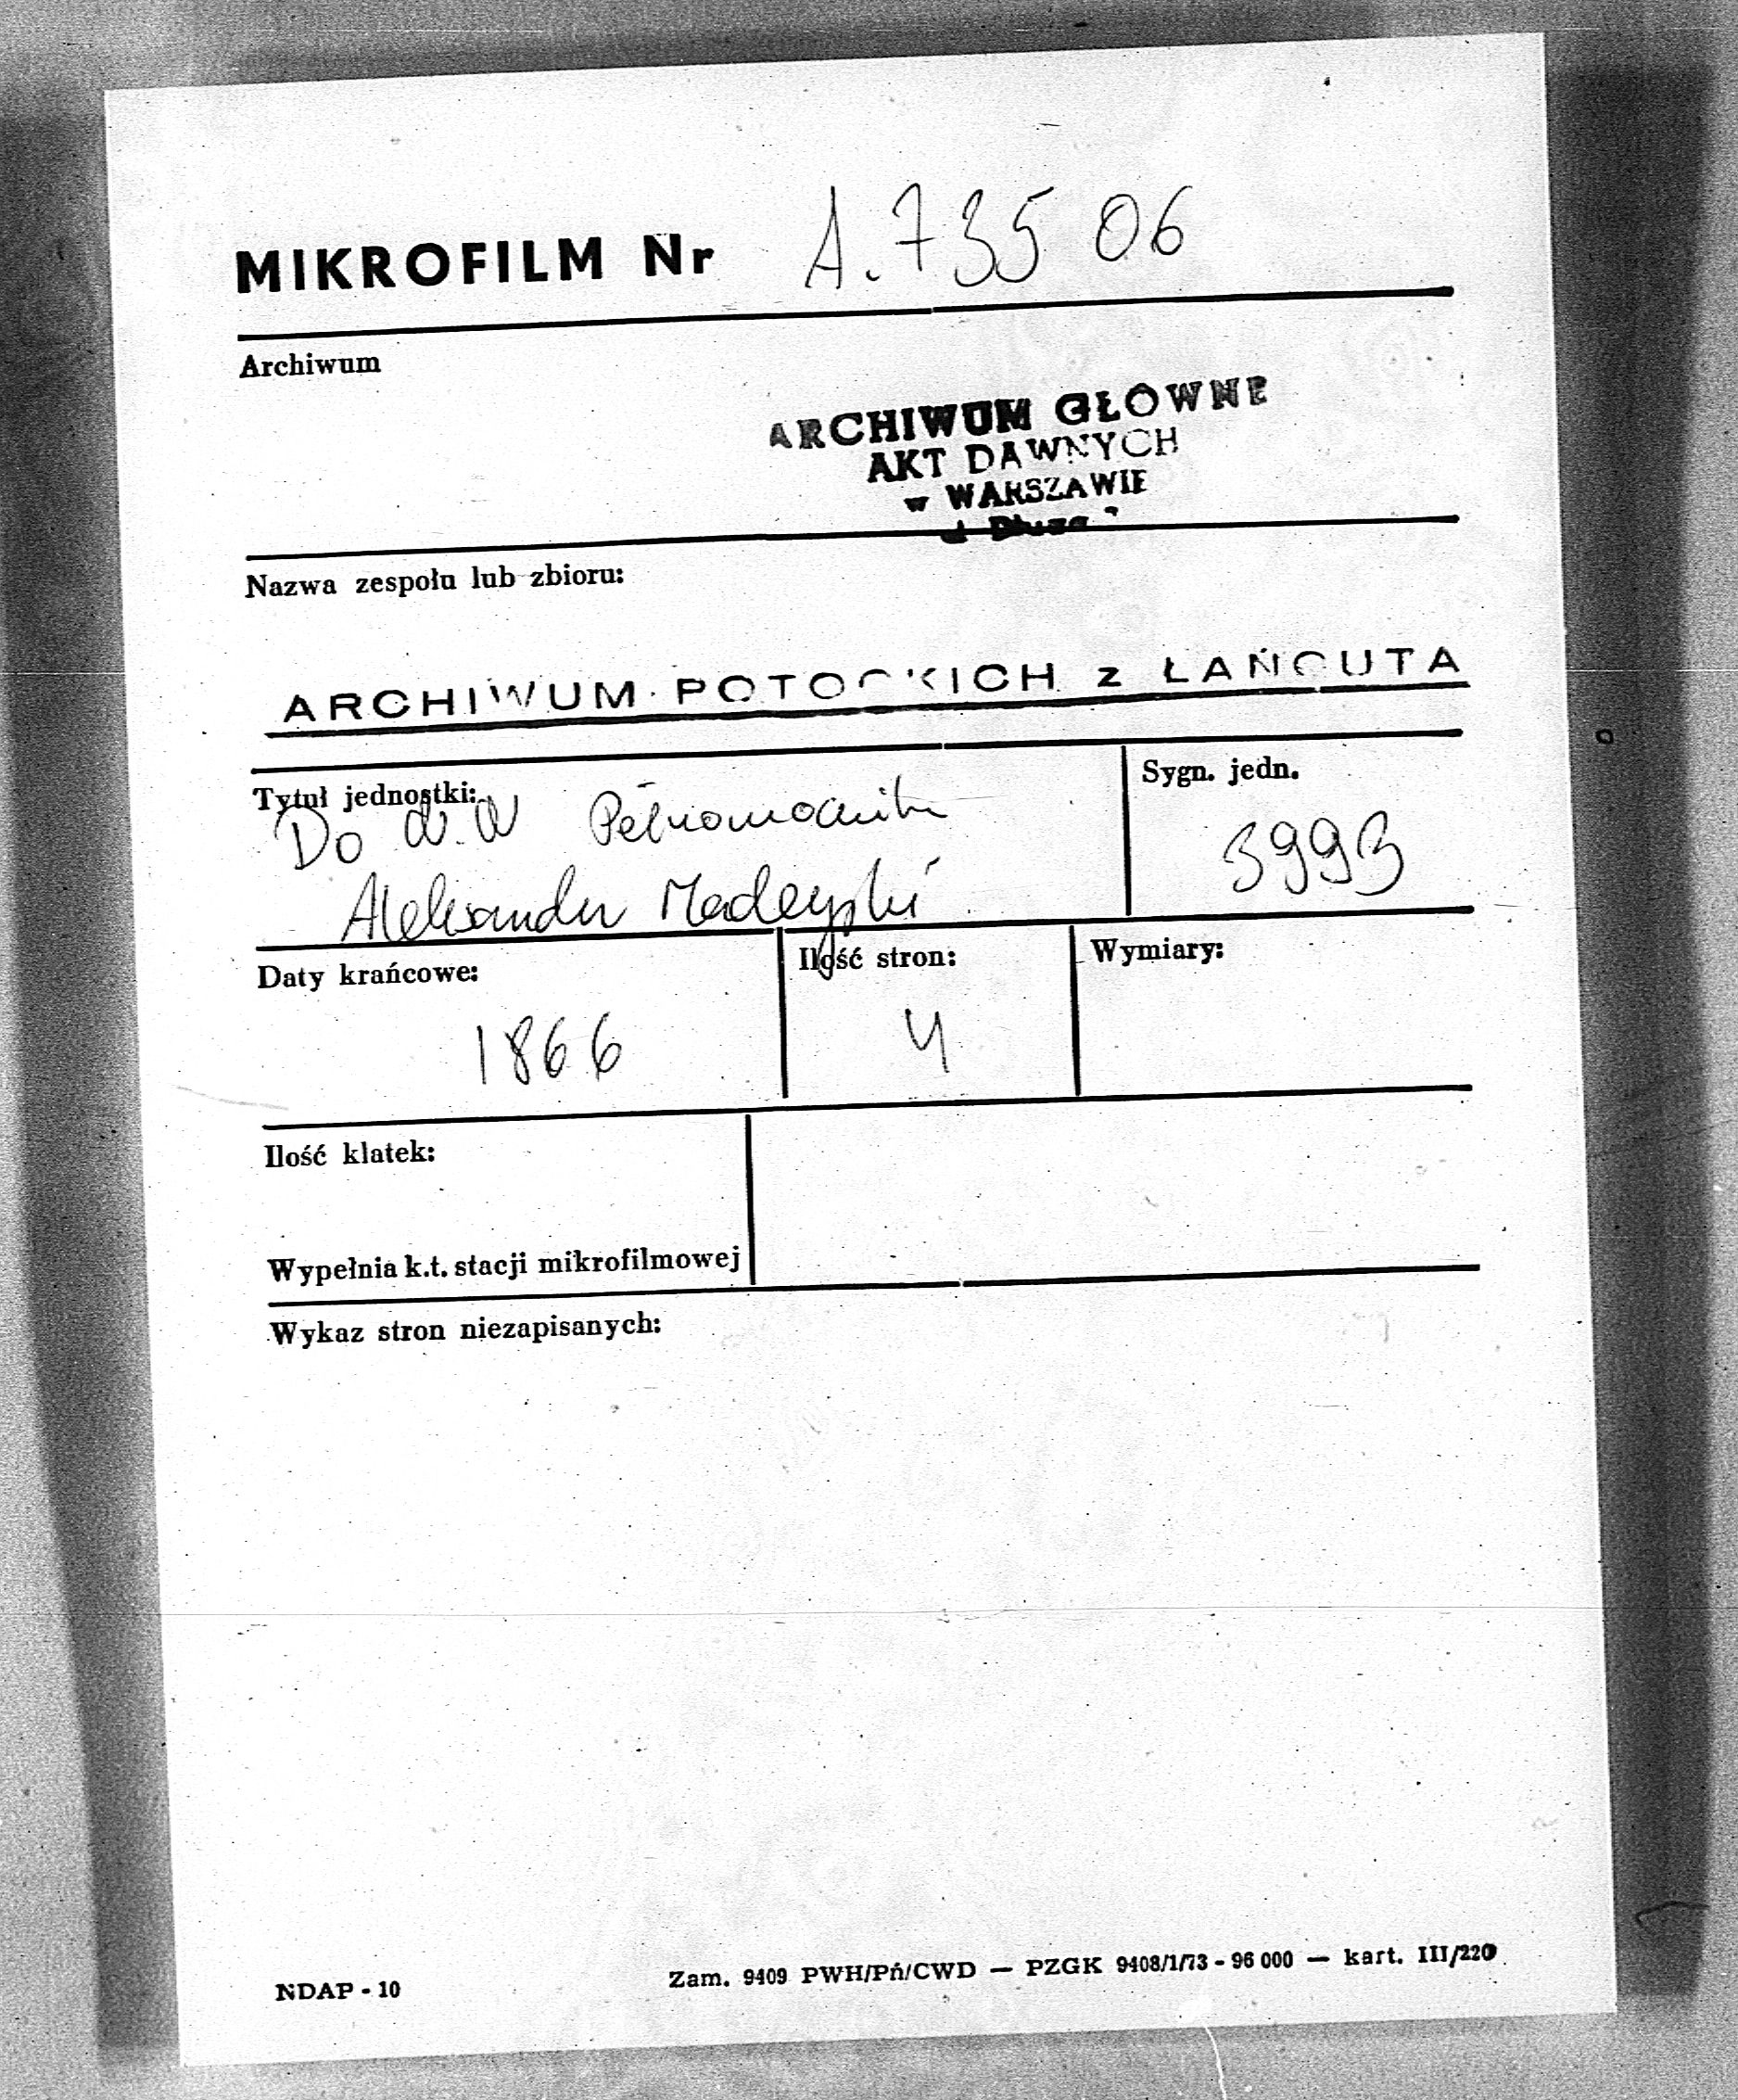 MIKROFILM Nr A.73506
Archiwum
ARCHIWUM GŁÓWNE
AKT DAWNYCH
w WARSZAWIE
Nazwa zespołu lub zbioru:
ARCHIWUM POTOCKICH z ŁAŃCUTA
Tytuł jednostki:
Sygn. jedn.
Do W.W Pełnomocnika
3993
Aleksander Madeyski
Daty krańcowe:
Ilość stron:
Wymiary:
1866
4
Ilość klatek:
Wypełnia k.t. stacji mikrofilmowej
Wykaz stron niezapisanych:
NDAP - 10
Zam. 9409 PWH/Pń/CWD — PZGK 9408/1/73 - 96 000 — kart. III/220